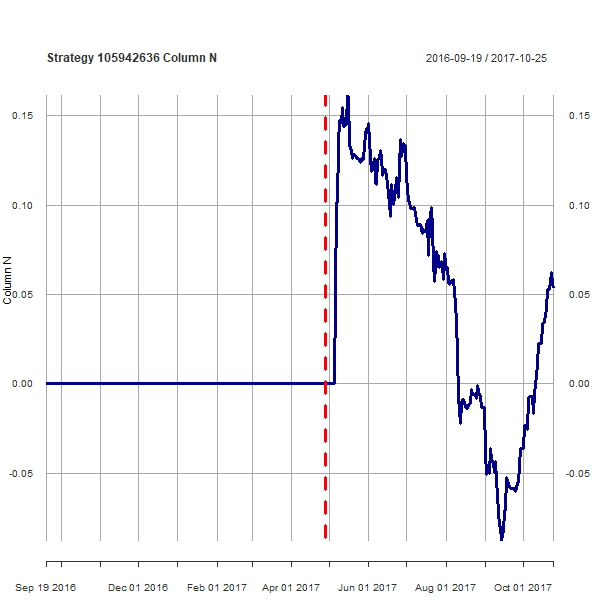 Strategy 105942636 Column N
2016-09-19 / 2017-10-25
0.15 0.15
0.10 0.10
0.05 0.05
0.00 0.00
-0.05 -0.05
Column N
Sep 19 2016 Dec 01 2016 Feb 01 2017 Apr 01 2017 Jun 01 2017 Aug 01 2017 Oct 01 2017